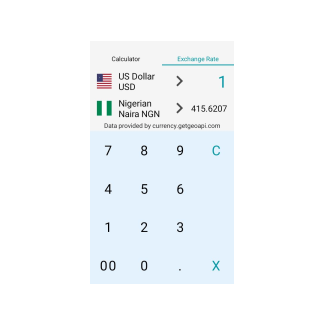 Calculator Exchange Rate
US Dollar
USD
1
Nigerian
Naira NGN
415.6207
Data provided by currency.getgeoapi.com
7 8 9 C
4 5 6
1 2 3
00 0 . X